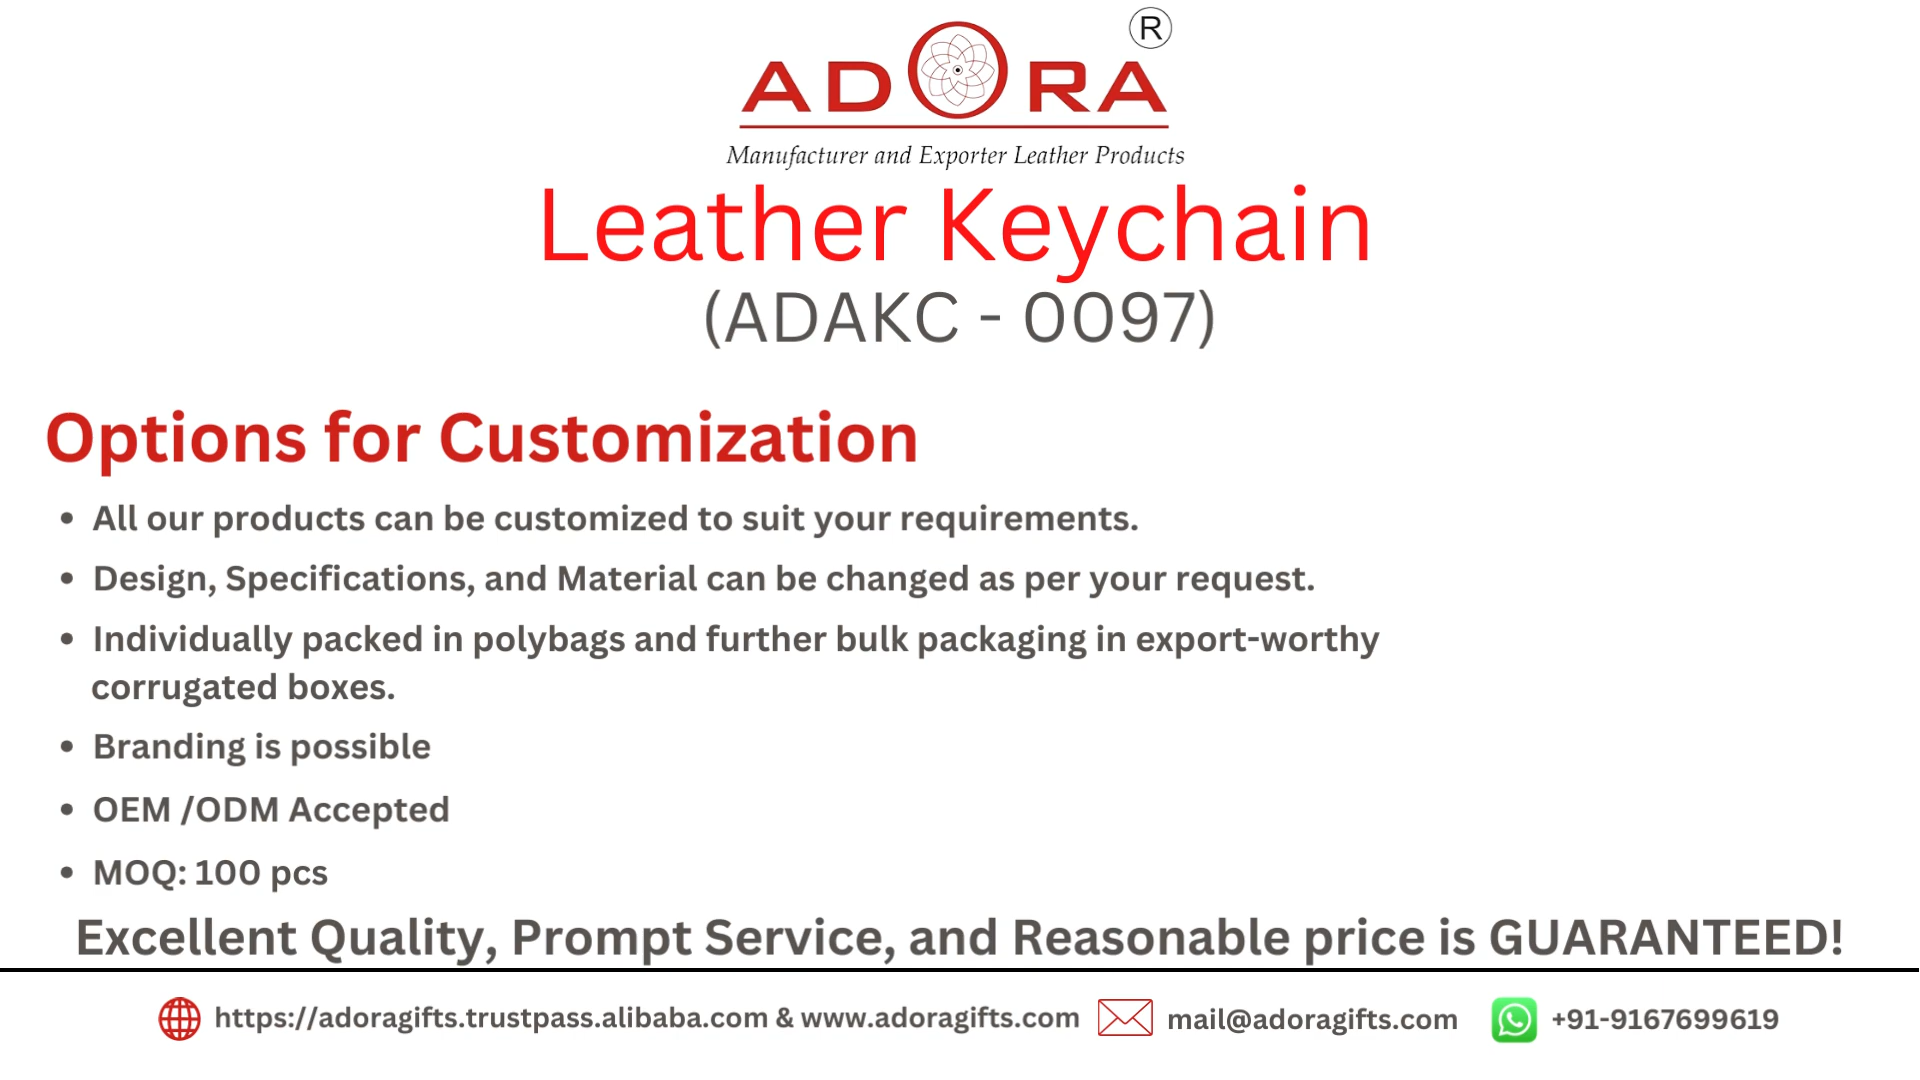 ADORA ®
Manufacturer and Exporter Leather Products
Leather Keychain
(ADAKC - 0097)
Options for Customization
• All our products can be customized to suit your requirements.
• Design, Specifications, and Material can be changed as per your request.
• Individually packed in polybags and further bulk packaging in export-worthy
corrugated boxes.
• Branding is possible
• OEM /ODM Accepted
• MOQ: 100 pcs
Excellent Quality, Prompt Service, and Reasonable price is GUARANTEED!
https://adoragifts.trustpass.alibaba.com & www.adoragifts.com mail@adoragifts.com +91-9167699619